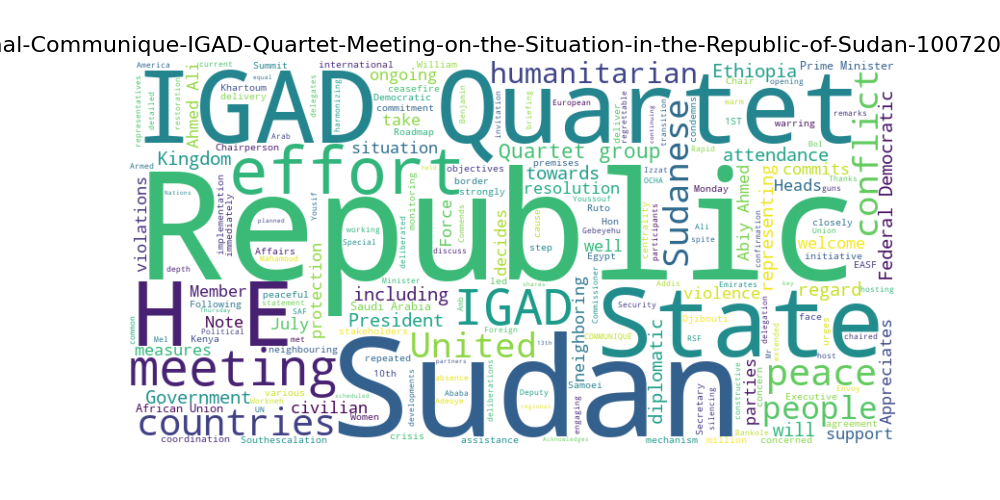 al-Communique-IGAD-Quartet-Meeting-on-the-Situation-in-the-Republic-of-Sudan-100720
IGAD Quartet
Republic
Sudan
State
H E
effort
meeting
countries
IGAD
United
peace
people
humanitarian
Sudanese
conflict
Ethiopia
Prime Minister
America
current
Summit
international
William
ongoing
ceasefire
Democratic
commitment
take
Roadmap
Khartoum
delivery
equal
Ahmed Ali
restoration
detailed
representatives
Chairperson
Arab
delegates
harmonizing
situation
Kingdom
Armed
Nations
violations
implementation
immediately
planned
Yousif
Affairs
Mahamoud
Special
depth
working
hald
Benjamin
invitation
briefing
European
deliver
regrettable
continuing
transition
condemns
1ST
Rapid
Chair
warm
opening
remarks
warring
Bol
attendance
Quartet group
premises
objectives
border
strongly
towards
resolution
Izzat
OCHA
Youssouf
Ruto
Hon
Gebeyehu
Egypt
well
cause
step
led
decides
Commends
Force
monitoring
deliberated
discuss
Minister
centrality
participants
Monday
Ali
spite
Abiy Ahmed
confirmation
representing
commits
Heads
guns
Thanks
closely
Union
welcome
initiative
EASF
Federal Democratic
Member
peaceful
statement
SAF
Following
Thursday
Political
Note
Kenya
met
July
protection
including
Saudi Arabia
President
stakeholders
Amb
Foreign
shares
neighboring
Commissioner
Addis
Security
Emirates
key
hosting
regard
violence
Djibouti
COMMUNIQUÉ
RSF
urges
face
chaired
host
delegation
Mr
extended
common
Mel
measures
neighbouring
Government
Workneh
various
African Union
UN
civilian
women
coordination
Southescalation
crisis
repeated
10th
developments
Ababa
Adeoye
absence
partners
deliberations
13th
scheduled
Deputy
regional
Samoei
engaging
Acknowledges
assistance
diplomatic
mechanism
Secretary
silencing
million
constructive
Bankole
parties
concern
concerned
Executive
Envoy
agreement
will
support
Appreciates